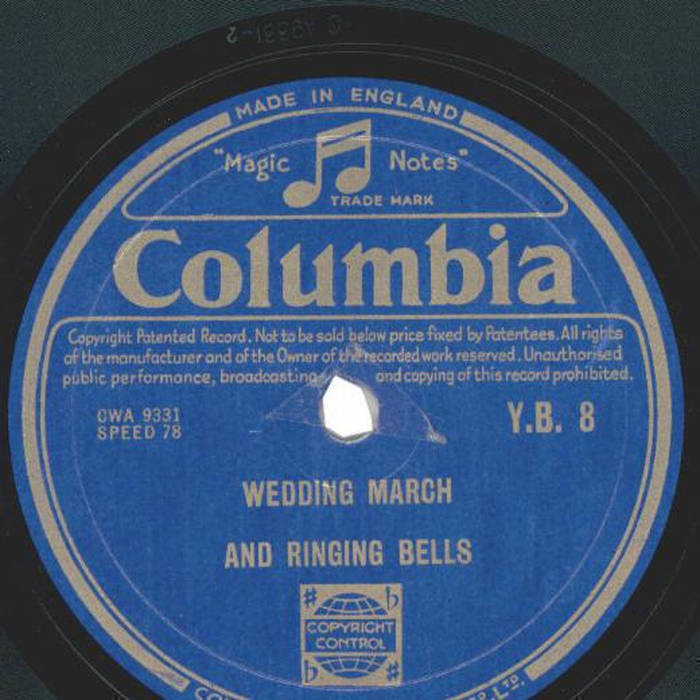 MADE IN ENGLAND
"Magic Notes"
TRADE MARK
Columbia
Copyright Patented Record. Not to be sold below price fixed by Patentees. All rights
of the manufacturer and of the Owner of the recorded work reserved. Unauthorised
public performance, broadcasting and copying of this record prohibited.
CWA 9331
SPEED 78
Y.B. 8
WEDDING MARCH
AND RINGING BELLS
COPYRIGHT
CONTROL